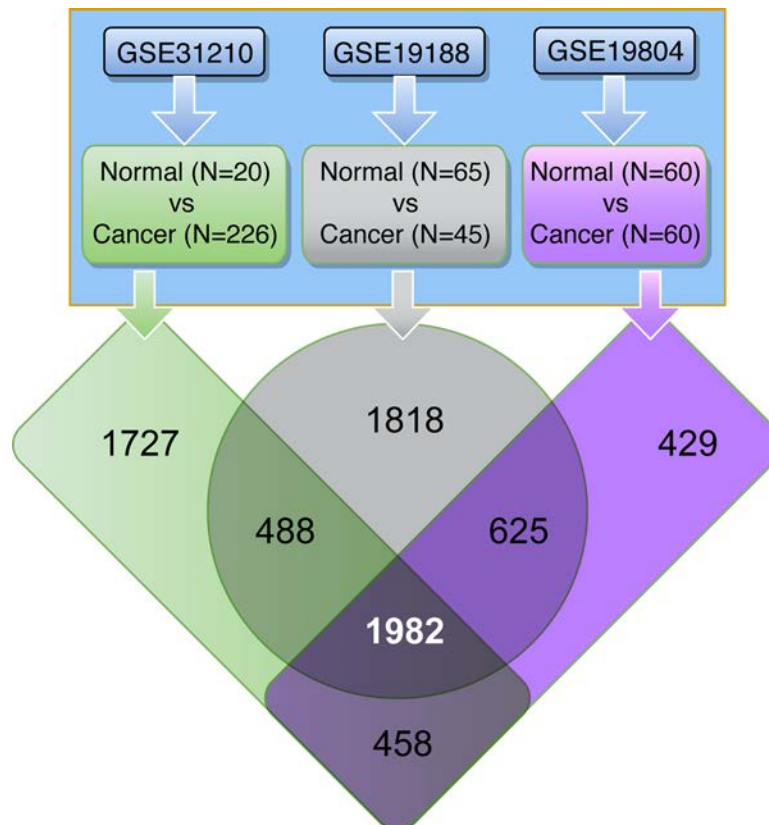 GSE31210
GSE19188
GSE19804
Normal (N=20)
vs
Cancer (N=226)
Normal (N=65)
vs
Cancer (N=45)
Normal (N=60)
vs
Cancer (N=60)
1727
1818
429
488
625
1982
458